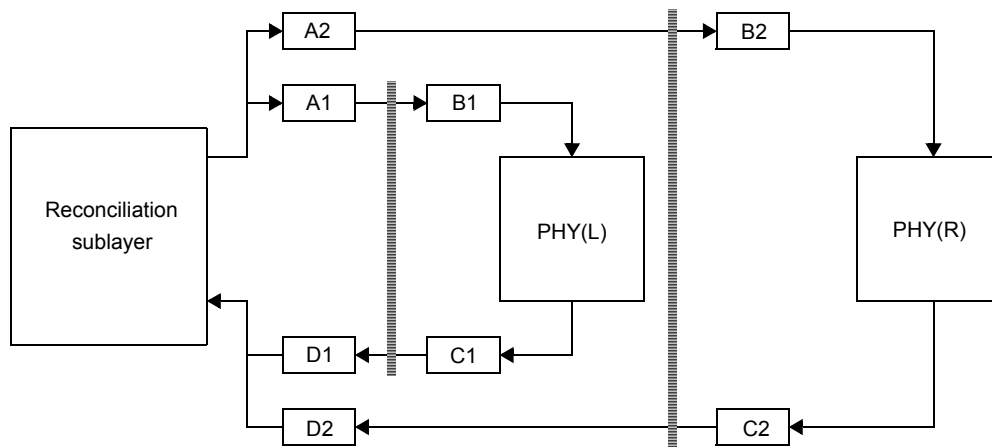 A2
B2
A1
B1
Reconciliation
sublayer
PHY(L)
PHY(R)
D1
C1
D2
C2